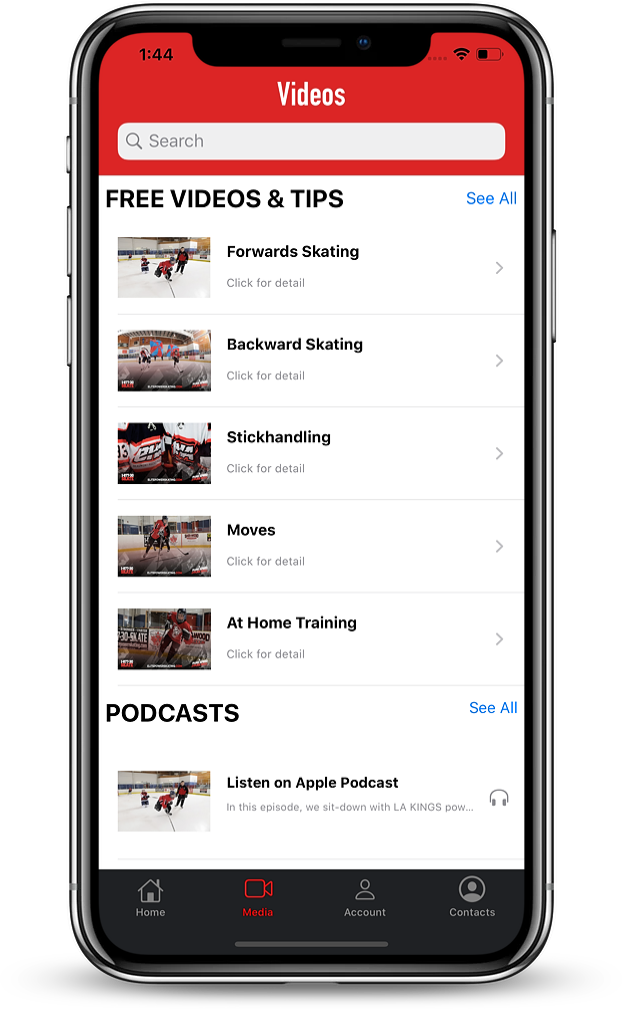 1:44
Videos
Search
FREE VIDEOS & TIPS
See All
Forwards Skating
Click for detail
Backward Skating
Click for detail
Stickhandling
Click for detail
Moves
Click for detail
At Home Training
Click for detail
PODCASTS
See All
Listen on Apple Podcast
In this episode, we sit-down with LA KINGS pow...
Home
Media
Account
Contacts